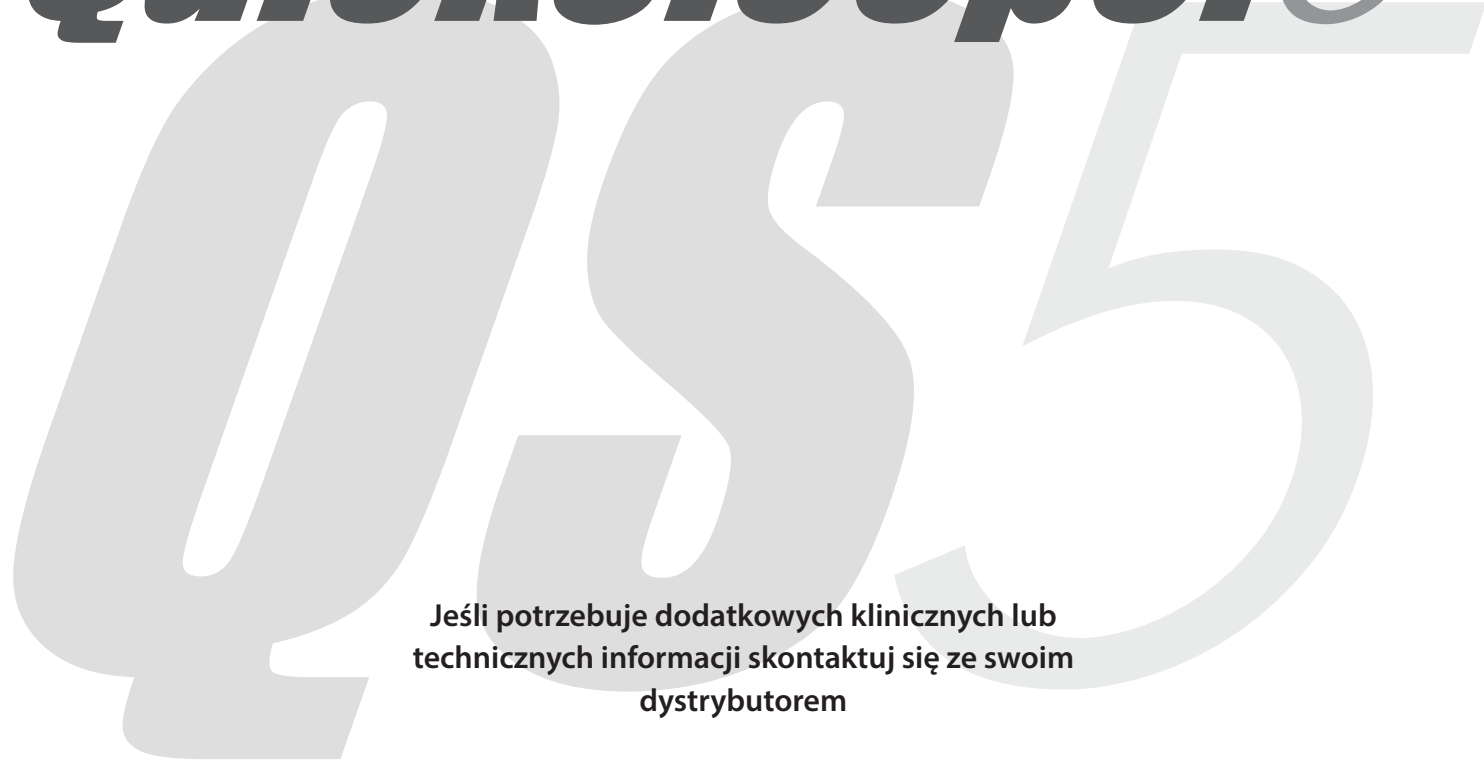 QS5
Jeśli potrzebuje dodatkowych klinicznych lub
technicznych informacji skontaktuj się ze swoim
dystrybutorem